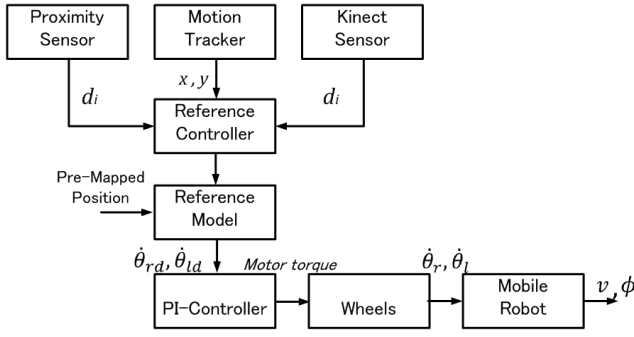 Proximity
Sensor
Motion
Tracker
Kinect
Sensor
x, y
di
di
Reference
Controller
Pre-Mapped
Position
Reference
Model
θ̇rd, θ̇ld
Motor torque
θ̇r, θ̇l
PI-Controller
Wheels
Mobile
Robot
v, ϕ